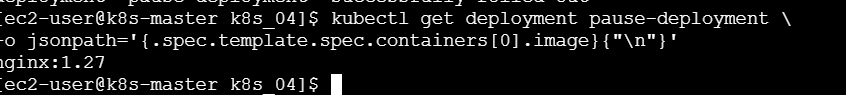 [ec2-user@k8s-master k8s_04]$ kubectl get deployment pause-deployment \
-o jsonpath='{.spec.template.spec.containers[0].image}{"\n"}'
nginx:1.27
[ec2-user@k8s-master k8s_04]$